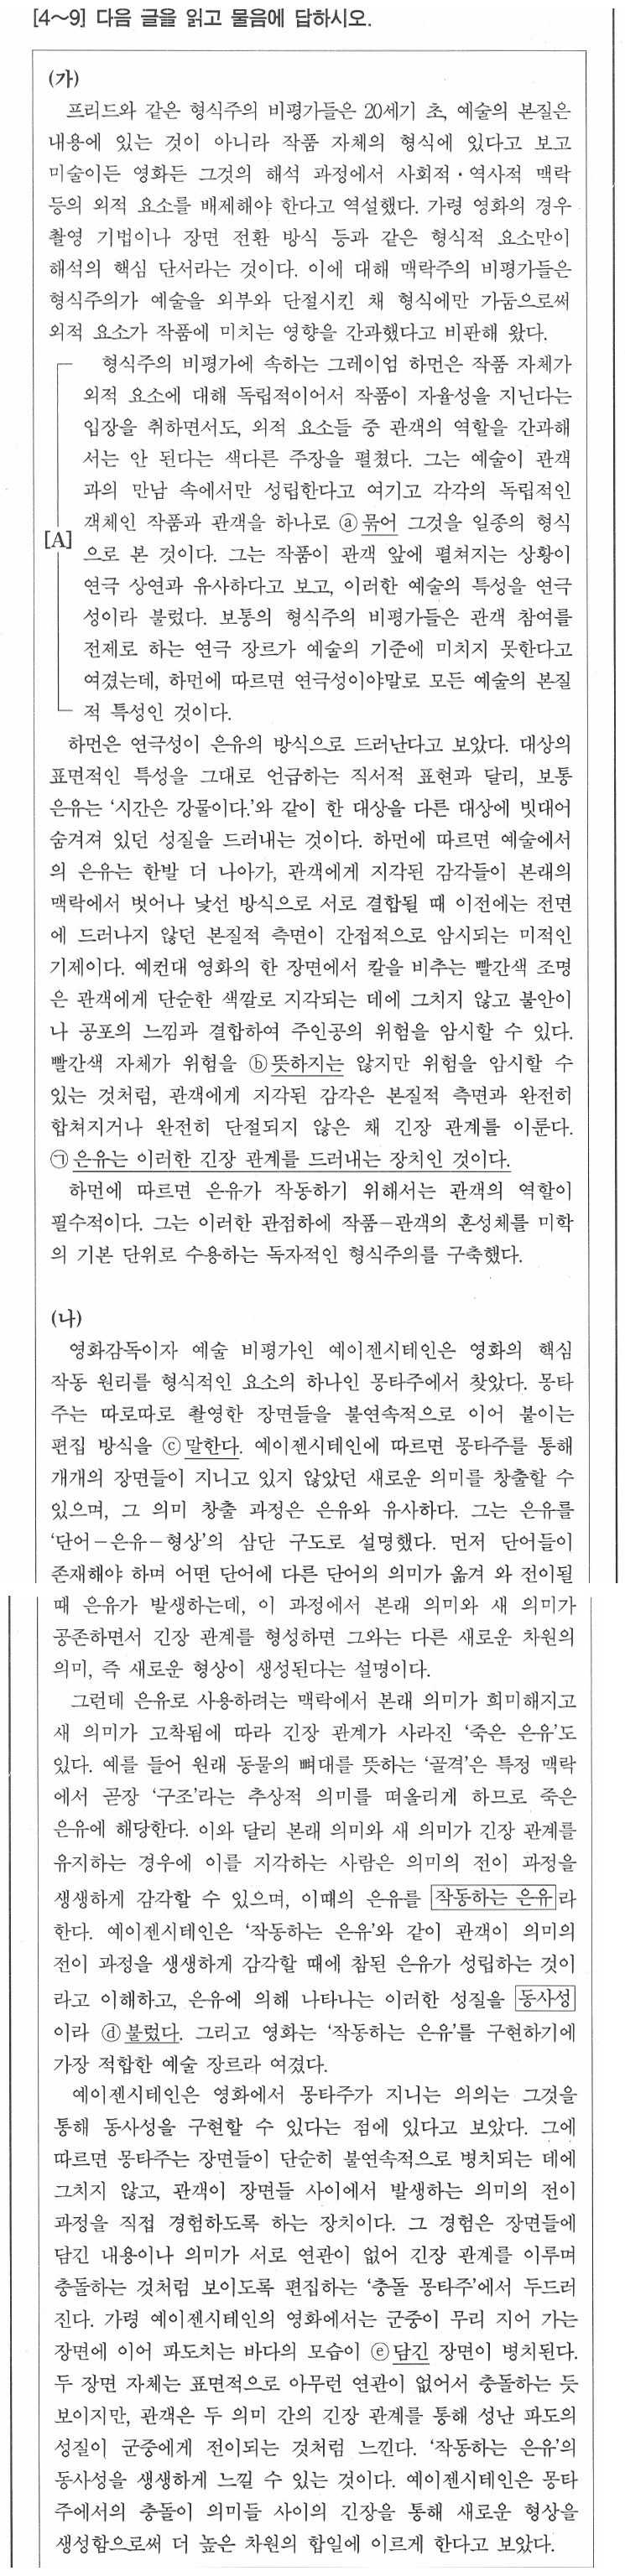 [4~9] 다음 글을 읽고 물음에 답하시오.
(가)
프리드와 같은 형식주의 비평가들은 20세기 초, 예술의 본질은
내용에 있는 것이 아니라 작품 자체의 형식에 있다고 보고
미술이든 영화든 그것의 해석 과정에서 사회적·역사적 맥락
등의 외적 요소를 배제해야 한다고 역설했다. 가령 영화의 경우
촬영 기법이나 장면 전환 방식 등과 같은 형식적 요소만이
해석의 핵심 단서라는 것이다. 이에 대해 맥락주의 비평가들은
형식주의가 예술을 외부와 단절시킨 채 형식에만 가둠으로써
외적 요소가 작품에 미치는 영향을 간과했다고 비판해 왔다.
형식주의 비평가에 속하는 그레이엄 하먼은 작품 자체가
외적 요소에 대해 독립적이어서 작품이 자율성을 지닌다는
입장을 취하면서도, 외적 요소들 중 관객의 역할을 간과해
서는 안 된다는 색다른 주장을 펼쳤다. 그는 예술이 관객
과의 만남 속에서만 성립한다고 여기고 각각의 독립적인
객체인 작품과 관객을 하나로 ⓐ묶어 그것을 일종의 형식
[A]
으로 본 것이다. 그는 작품이 관객 앞에 펼쳐지는 상황이
연극 상연과 유사하다고 보고, 이러한 예술의 특성을 연극
성이라 불렀다. 보통의 형식주의 비평가들은 관객 참여를
전제로 하는 연극 장르가 예술의 기준에 미치지 못한다고
여겼는데, 하먼에 따르면 연극성이야말로 모든 예술의 본질
적 특성인 것이다.
하먼은 연극성이 은유의 방식으로 드러난다고 보았다. 대상의
표면적인 특성을 그대로 언급하는 직서적 표현과 달리, 보통
은유는 ‘시간은 강물이다.’와 같이 한 대상을 다른 대상에 빗대어
숨겨져 있던 성질을 드러내는 것이다. 하먼에 따르면 예술에서
의 은유는 한발 더 나아가, 관객에게 지각된 감각들이 본래의
맥락에서 벗어나 낯선 방식으로 서로 결합될 때 이전에는 전면
에 드러나지 않던 본질적 측면이 간접적으로 암시되는 미적인
기제이다. 예컨대 영화의 한 장면에서 칼을 비추는 빨간색 조명
은 관객에게 단순한 색깔로 지각되는 데에 그치지 않고 불안이
나 공포의 느낌과 결합하여 주인공의 위험을 암시할 수 있다.
빨간색 자체가 위험을 ⓑ뜻하지는 않지만 위험을 암시할 수
있는 것처럼, 관객에게 지각된 감각은 본질적 측면과 완전히
합쳐지거나 완전히 단절되지 않은 채 긴장 관계를 이룬다.
㉠은유는 이러한 긴장 관계를 드러내는 장치인 것이다.
하먼에 따르면 은유가 작동하기 위해서는 관객의 역할이
필수적이다. 그는 이러한 관점하에 작품-관객의 혼성체를 미학
의 기본 단위로 수용하는 독자적인 형식주의를 구축했다.
(나)
영화감독이자 예술 비평가인 예이젠시테인은 영화의 핵심
작동 원리를 형식적인 요소의 하나인 몽타주에서 찾았다. 몽타
주는 따로따로 촬영한 장면들을 불연속적으로 이어 붙이는
편집 방식을 ⓒ말한다. 예이젠시테인에 따르면 몽타주를 통해
개개의 장면들이 지니고 있지 않았던 새로운 의미를 창출할 수
있으며, 그 의미 창출 과정은 은유와 유사하다. 그는 은유를
‘단어-은유-형상’의 삼단 구도로 설명했다. 먼저 단어들이
존재해야 하며 어떤 단어에 다른 단어의 의미가 옮겨 와 전이될
때 은유가 발생하는데, 이 과정에서 본래 의미와 새 의미가
공존하면서 긴장 관계를 형성하면 그와는 다른 새로운 차원의
의미, 즉 새로운 형상이 생성된다는 설명이다.
그런데 은유로 사용하려는 맥락에서 본래 의미가 희미해지고
새 의미가 고착됨에 따라 긴장 관계가 사라진 ‘죽은 은유’도
있다. 예를 들어 원래 동물의 뼈대를 뜻하는 ‘골격’은 특정 맥락
에서 곧장 ‘구조’라는 추상적 의미를 떠올리게 하므로 죽은
은유에 해당한다. 이와 달리 본래 의미와 새 의미가 긴장 관계를
유지하는 경우에 이를 지각하는 사람은 의미의 전이 과정을
생생하게 감각할 수 있으며, 이때의 은유를 작동하는 은유라
한다. 예이젠시테인은 ‘작동하는 은유’와 같이 관객이 의미의
전이 과정을 생생하게 감각할 때에 참된 은유가 성립하는 것이
라고 이해하고, 은유에 의해 나타나는 이러한 성질을 동사성
이라 ⓓ불렀다. 그리고 영화는 ‘작동하는 은유’를 구현하기에
가장 적합한 예술 장르라 여겼다.
예이젠시테인은 영화에서 몽타주가 지니는 의의는 그것을
통해 동사성을 구현할 수 있다는 점에 있다고 보았다. 그에
따르면 몽타주는 장면들이 단순히 불연속적으로 병치되는 데에
그치지 않고, 관객이 장면들 사이에서 발생하는 의미의 전이
과정을 직접 경험하도록 하는 장치이다. 그 경험은 장면들에
담긴 내용이나 의미가 서로 연관이 없어 긴장 관계를 이루며
충돌하는 것처럼 보이도록 편집하는 ‘충돌 몽타주’에서 두드러
진다. 가령 예이젠시테인의 영화에서는 군중이 무리 지어 가는
장면에 이어 파도치는 바다의 모습이 ⓔ담긴 장면이 병치된다.
두 장면 자체는 표면적으로 아무런 연관이 없어서 충돌하는 듯
보이지만, 관객은 두 의미 간의 긴장 관계를 통해 성난 파도의
성질이 군중에게 전이되는 것처럼 느낀다. ‘작동하는 은유’의
동사성을 생생하게 느낄 수 있는 것이다. 예이젠시테인은 몽타
주에서의 충돌이 의미들 사이의 긴장을 통해 새로운 형상을
생성함으로써 더 높은 차원의 합일에 이르게 한다고 보았다.